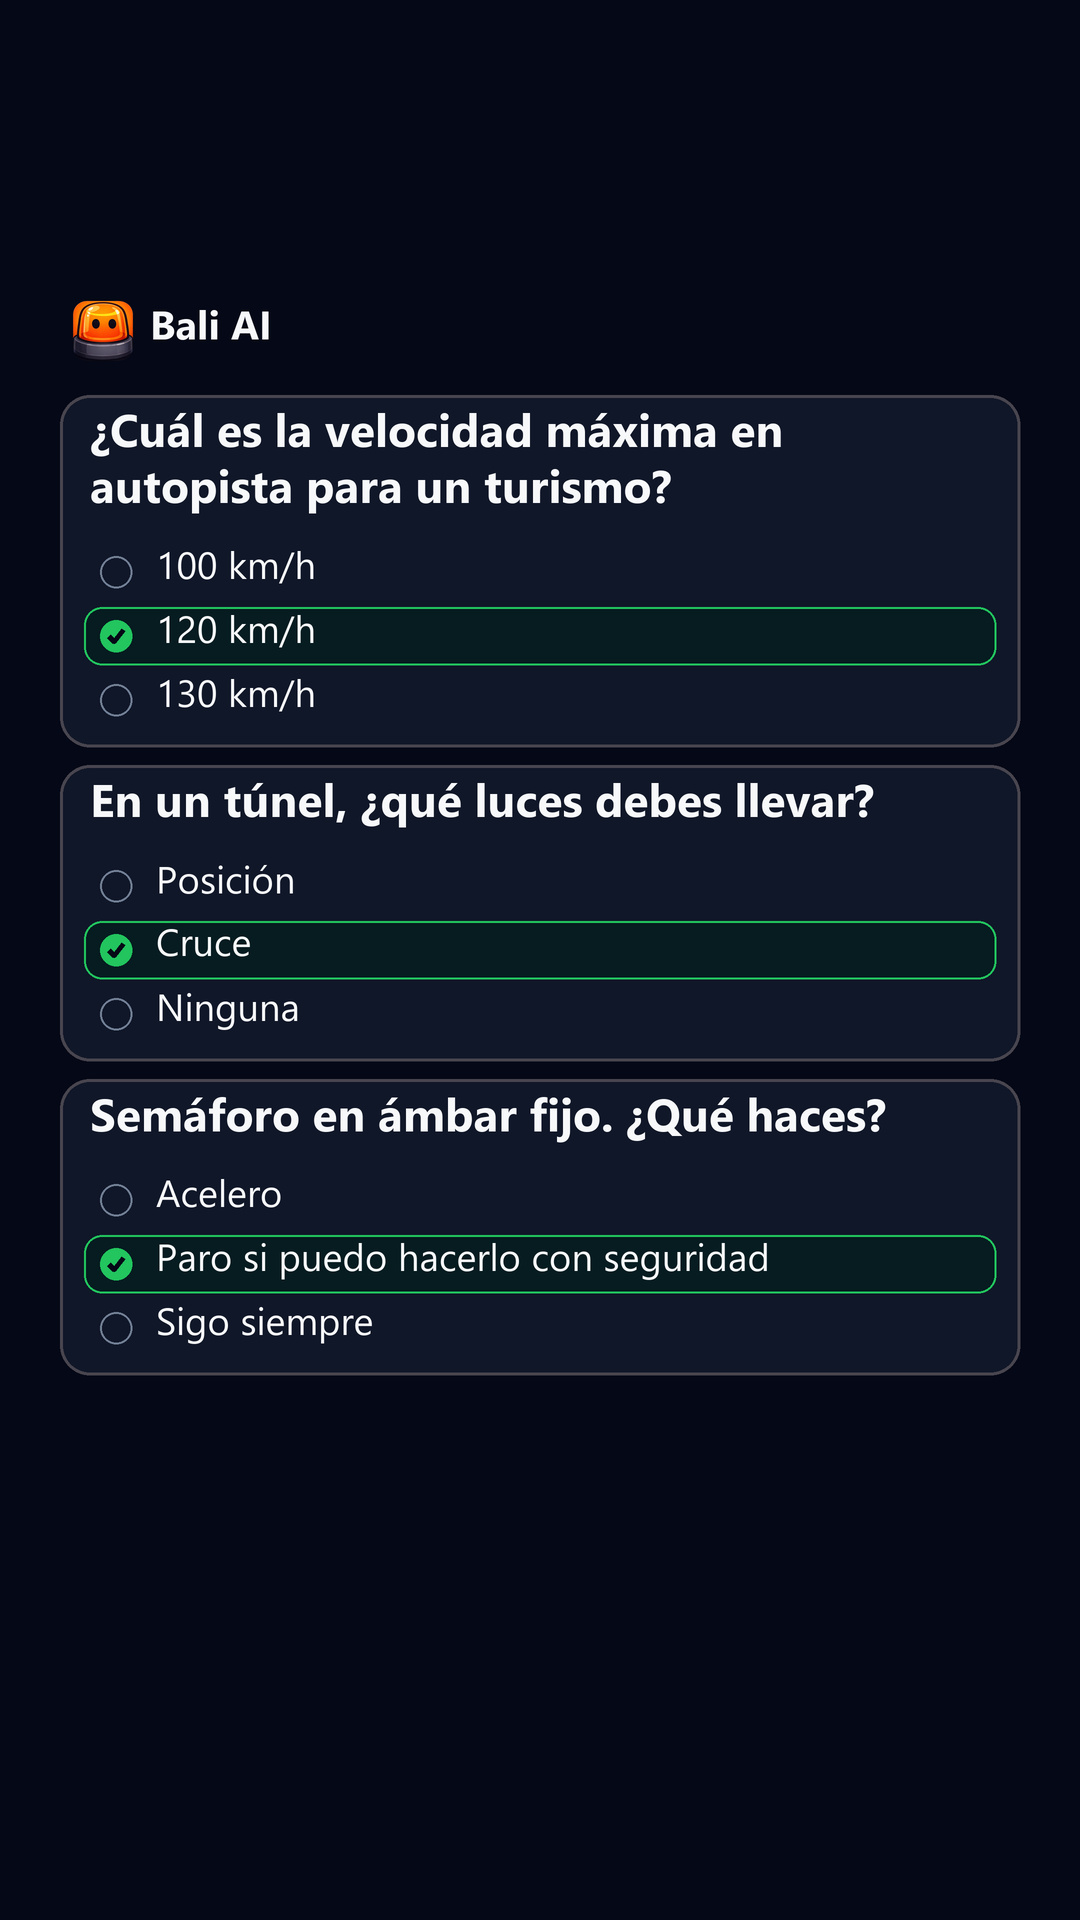 Bali AI
¿Cuál es la velocidad máxima en
autopista para un turismo?
100 km/h
120 km/h
130 km/h
En un túnel, ¿qué luces debes llevar?
Posición
Cruce
Ninguna
Semáforo en ámbar fijo. ¿Qué haces?
Acelero
Paro si puedo hacerlo con seguridad
Sigo siempre